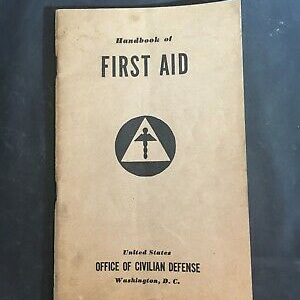 Handbook of
FIRST AID
United States
OFFICE OF CIVILIAN DEFENSE
Washington, D. C.